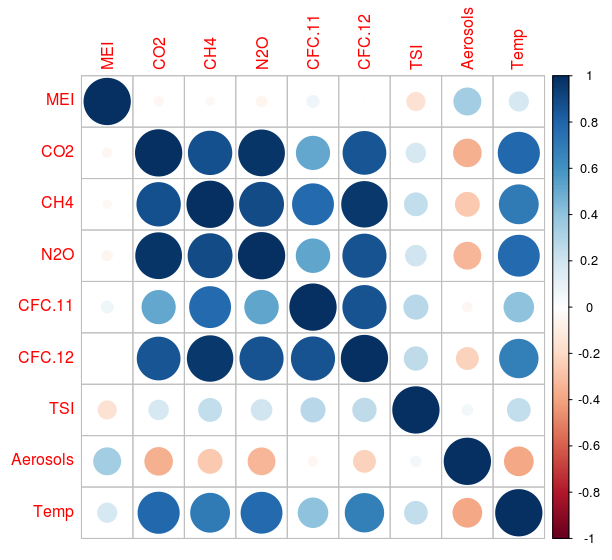 MEI CO2 CH4 N2O CFC.11 CFC.12 TSI Aerosols Temp
MEI
CO2
CH4
N2O
CFC.11
CFC.12
TSI
Aerosols
Temp
1
0.8
0.6
0.4
0.2
0
-0.2
-0.4
-0.6
-0.8
-1